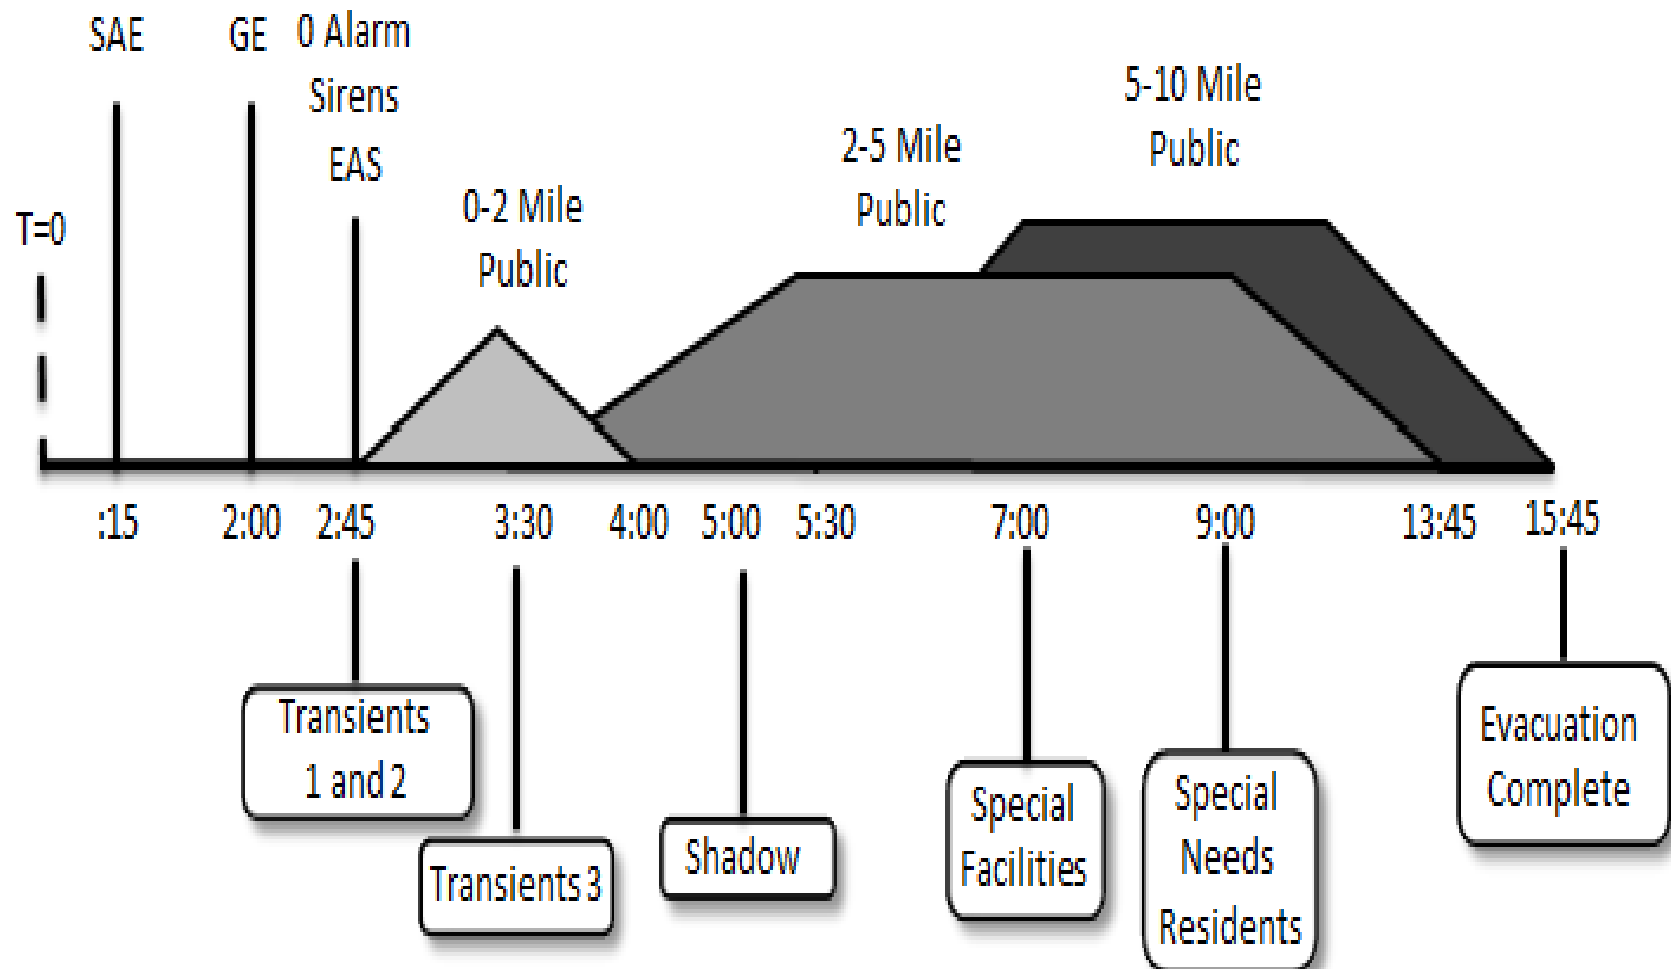 SAE
GE
0 Alarm
Sirens
EAS
T=0
0-2 Mile
Public
2-5 Mile
Public
5-10 Mile
Public
:15
2:00
2:45
3:30
4:00
5:00
5:30
7:00
9:00
13:45
15:45
Transients
1 and 2
Transients 3
Shadow
Special
Facilities
Special
Needs
Residents
Evacuation
Complete